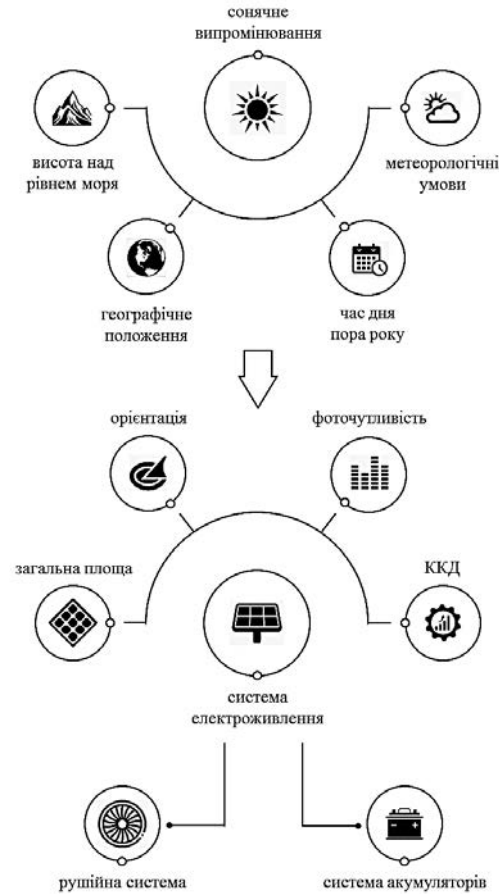 сонячне
випромінювання
висота над
рівнем моря
метеорологічні
умови
географічне
положення
час дня
пора року
орієнтація
фоточутливість
загальна площа
ККД
система
електроживлення
рушійна система
система акумуляторів